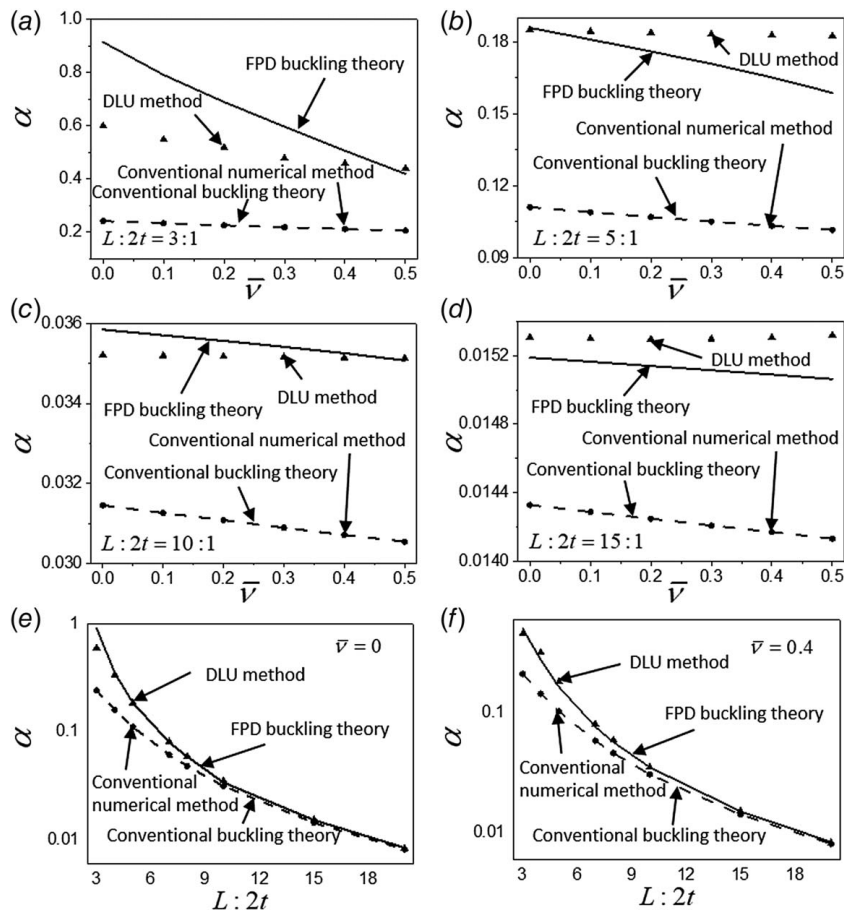 (a)
1.0
0.8
0.6
0.4
0.2
α
FPD buckling theory
DLU method
Conventional numerical method
Conventional buckling theory
L : 2t = 3 : 1
0.0 0.1 0.2 0.3 0.4 0.5
ν̄
(b)
0.18
0.15
0.12
0.09
α
DLU method
FPD buckling theory
Conventional numerical method
Conventional buckling theory
L : 2t = 5 : 1
0.0 0.1 0.2 0.3 0.4 0.5
ν̄
(c)
0.036
0.034
0.032
0.030
α
FPD buckling theory
DLU method
Conventional numerical method
Conventional buckling theory
L : 2t = 10 : 1
0.0 0.1 0.2 0.3 0.4 0.5
ν̄
(d)
0.0152
0.0148
0.0144
0.0140
α
DLU method
FPD buckling theory
Conventional numerical method
Conventional buckling theory
L : 2t = 15 : 1
0.0 0.1 0.2 0.3 0.4 0.5
ν̄
(e)
1
0.1
0.01
α
ν̄ = 0
DLU method
FPD buckling theory
Conventional
numerical method
Conventional buckling theory
3 6 9 12 15 18
L : 2t
(f)
0.1
0.01
α
ν̄ = 0.4
DLU method
FPD buckling theory
Conventional
numerical method
Conventional buckling theory
3 6 9 12 15 18
L : 2t